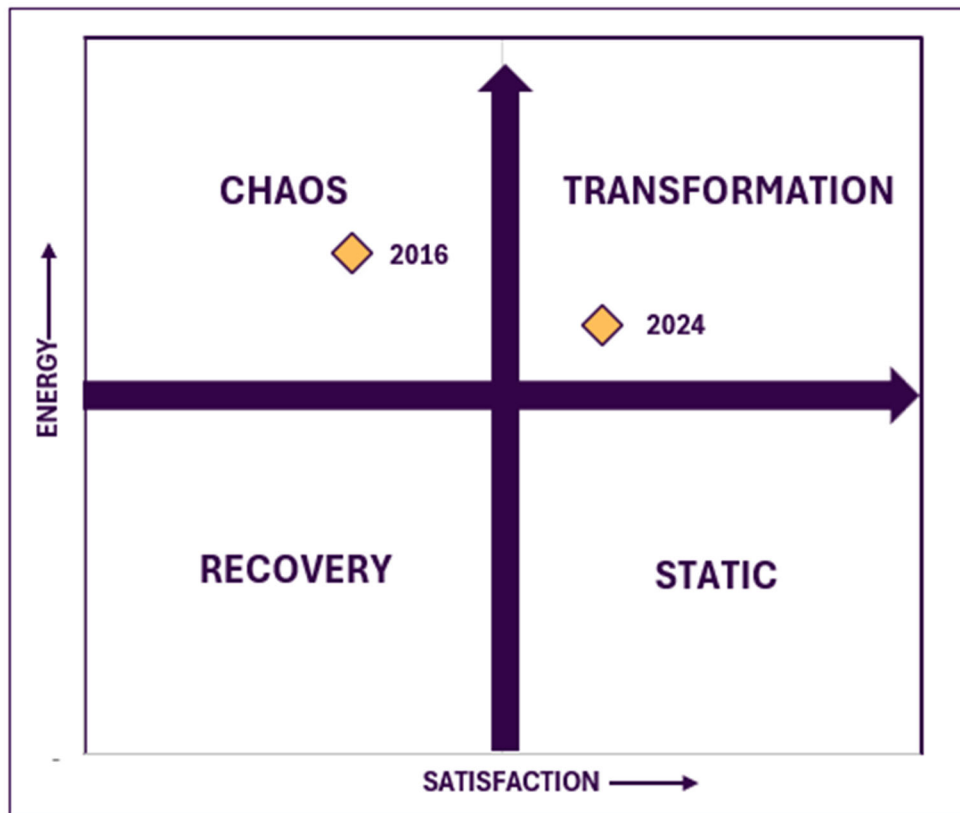 CHAOS
TRANSFORMATION
2016
2024
ENERGY
RECOVERY
STATIC
-
SATISFACTION